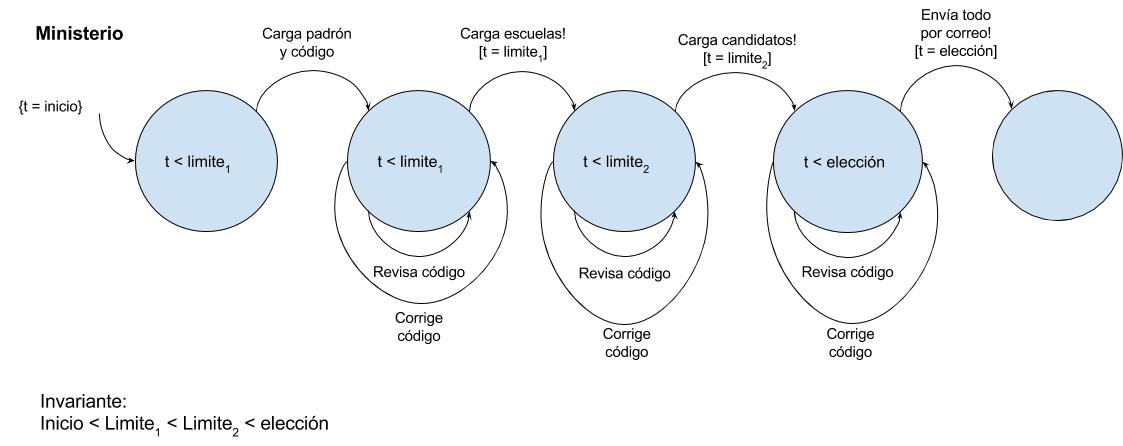 Ministerio
Carga padrón
y código
Carga escuelas!
[t = limite₁]
Carga candidatos!
[t = limite₂]
Envía todo
por correo!
[t = elección]
{t = inicio}
t < limite₁
t < limite₁
t < limite₂
t < elección
Revisa código
Revisa código
Revisa código
Corrige
código
Corrige
código
Corrige
código
Invariante:
Inicio < Limite₁ < Limite₂ < elección